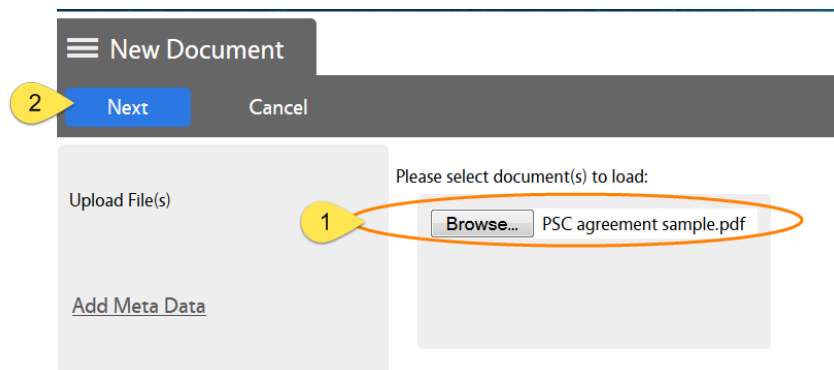 New Document
2
Next
Cancel
Please select document(s) to load:
Upload File(s)
1
Browse... PSC agreement sample.pdf
Add Meta Data